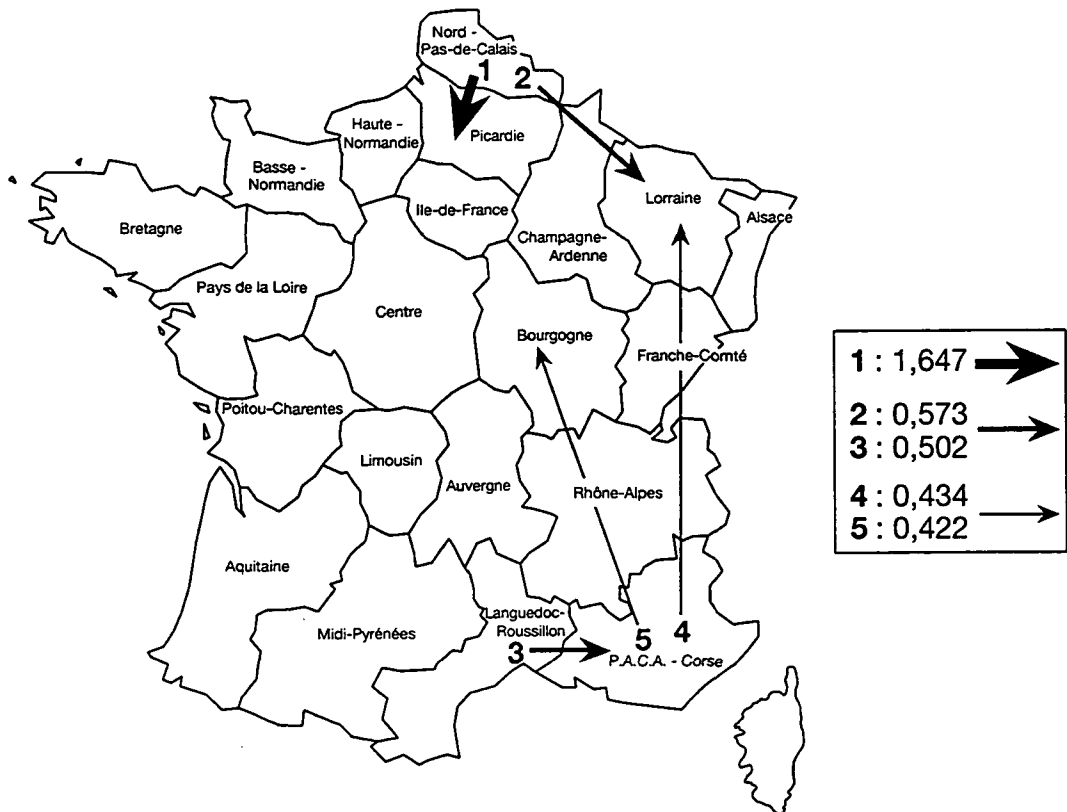 Nord -
Pas-de-Calais
1
2
Haute -
Normandie
Picardie
Basse -
Normandie
Ile-de-France
Lorraine
Alsace
Bretagne
Champagne-
Ardenne
Pays de la Loire
Centre
Bourgogne
Franche-Comté
Poitou-Charentes
Limousin
Auvergne
Rhône-Alpes
Aquitaine
Midi-Pyrénées
Languedoc-
Roussillon
3
5
4
P.A.C.A. - Corse
1 : 1,647
2 : 0,573
3 : 0,502
4 : 0,434
5 : 0,422